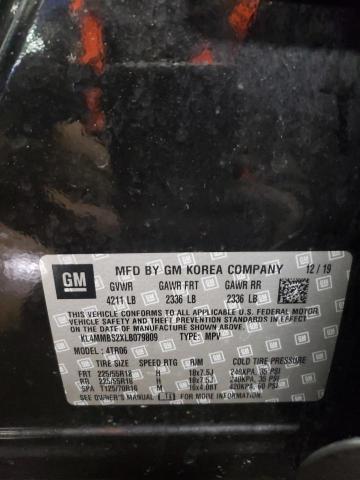 GM
MFD BY GM KOREA COMPANY 12/19
GVWR GAWR FRT GAWR RR
4211 LB 2336 LB 2336 LB
THIS VEHICLE CONFORMS TO ALL APPLICABLE U.S. FEDERAL
MOTOR VEHICLE SAFETY, BUMPER, AND THEFT PREVENTION
STANDARDS IN EFFECT ON THE DATE OF MANUFACTURE SHOWN ABOVE.
KL4MMBS2XLB079809 TYPE: MPV
MODEL: 4TR06
TIRE SIZE SPEED RTG RIM COLD TIRE PRESSURE
FRT 225/55R18 H 18x7.5J 240KPA, 35 PSI
RR 225/55R18 H 18x7.5J 240KPA, 35 PSI
SPA T125/70R16 M 16x4.0BT 420KPA, 60 PSI
SEE OWNER'S MANUAL FOR MORE INFORMATION.